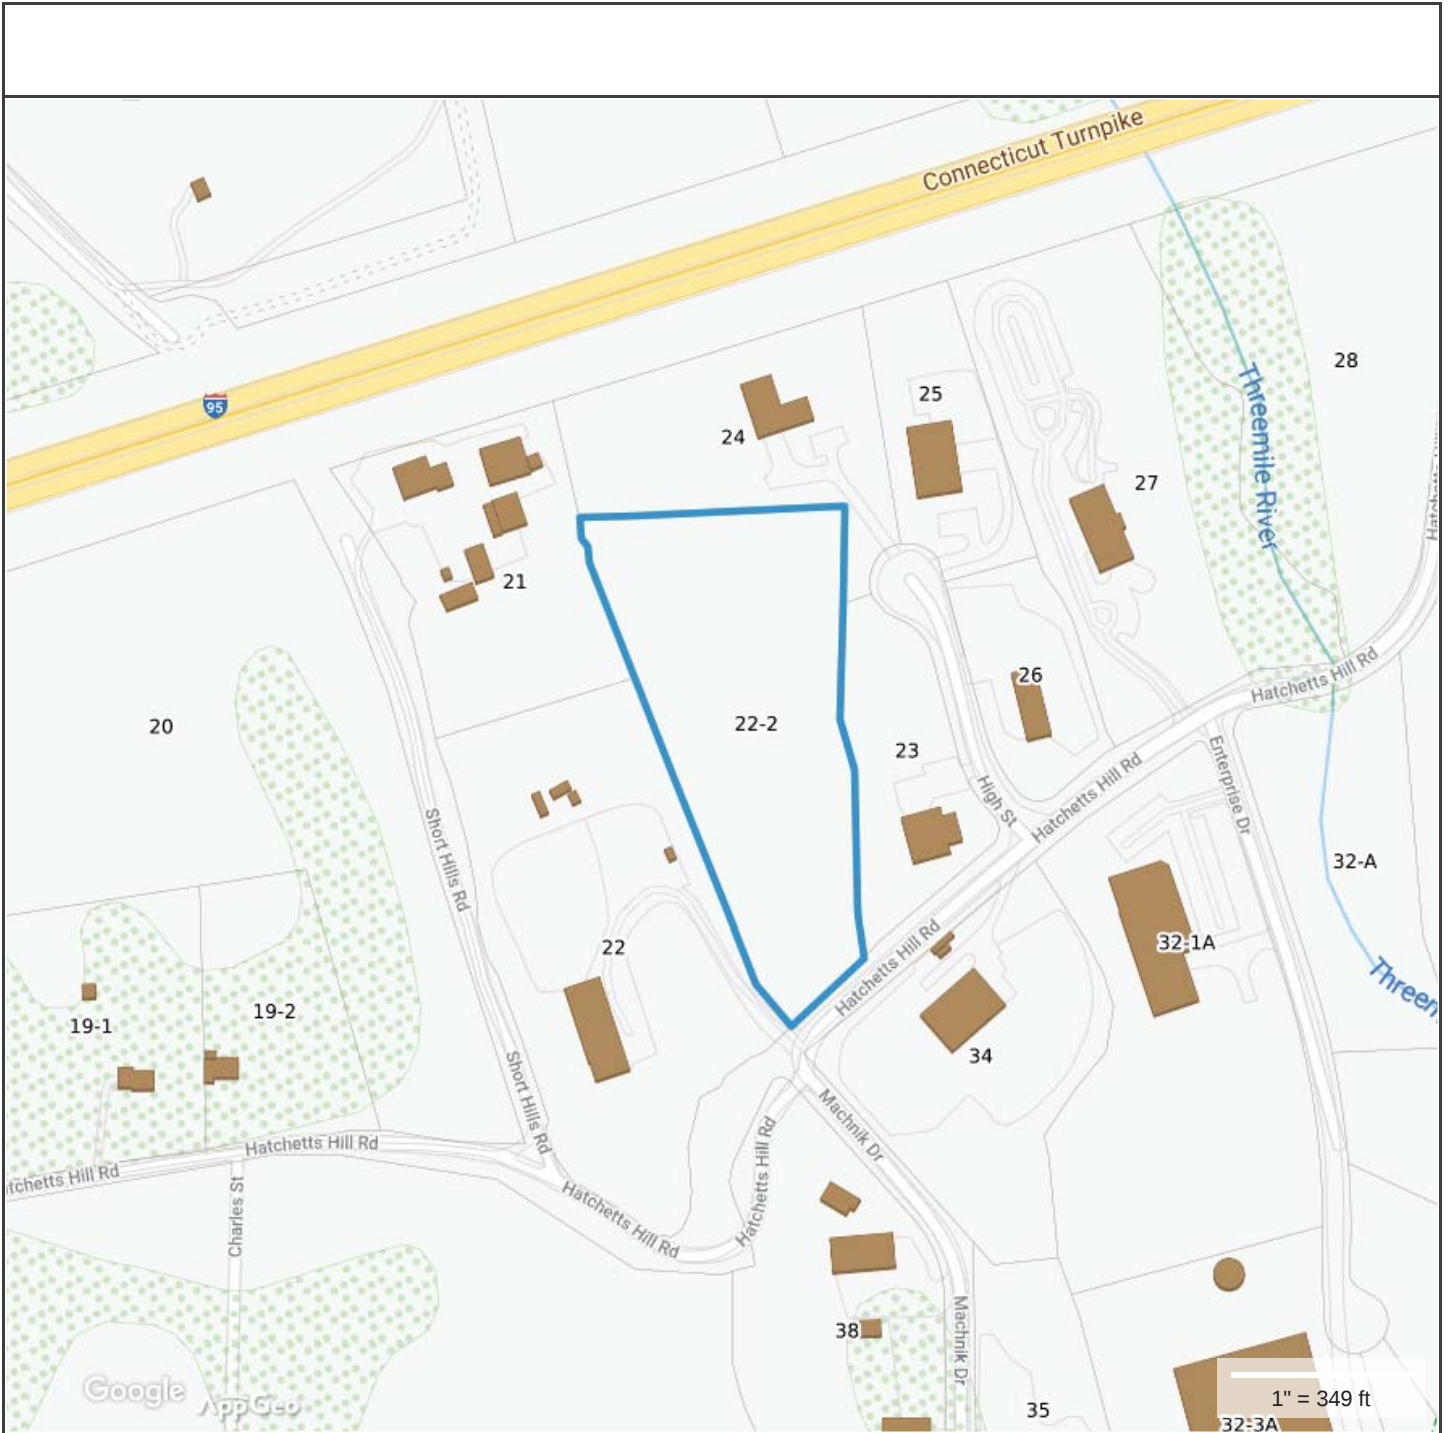 Connecticut Turnpike
95
28
25
24
27
Threemile River
21
Hatchetts Hill Rd
26
20
22-2
23
Enterprise Dr
High St
Hatchetts Hill Rd
Short Hills Rd
32-A
22
Hatchetts Hill Rd
32-1A
Threem
19-2
19-1
34
Short Hills Rd
Machnik Dr
Hatchetts Hill Rd
Hatchetts Hill Rd
tchetts Hill Rd
Charles St
Hatchetts Hill Rd
38
Machnik Dr
Google
AppGeo
35
1" = 349 ft
32-3A